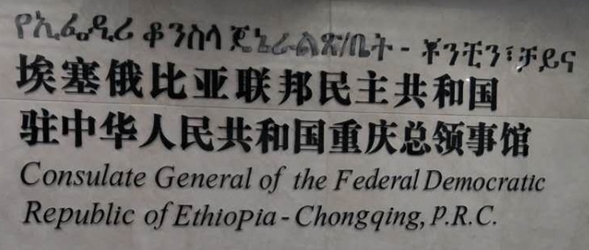 የኢፌዲሪ ቆንስላ ጄኔራል ጽ/ቤት - ቾንቺን፣ ቻይና
埃塞俄比亚联邦民主共和国
驻中华人民共和国重庆总领事馆
Consulate General of the Federal Democratic
Republic of Ethiopia - Chongqing, P.R.C.